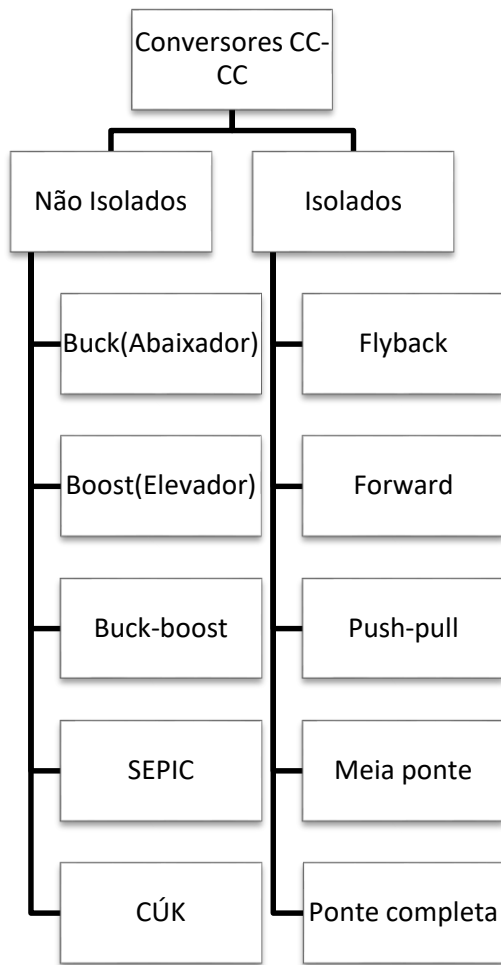 Conversores CC-
CC
Não Isolados
Isolados
Buck(Abaixador)
Flyback
Boost(Elevador)
Forward
Buck-boost
Push-pull
SEPIC
Meia ponte
CÚK
Ponte completa